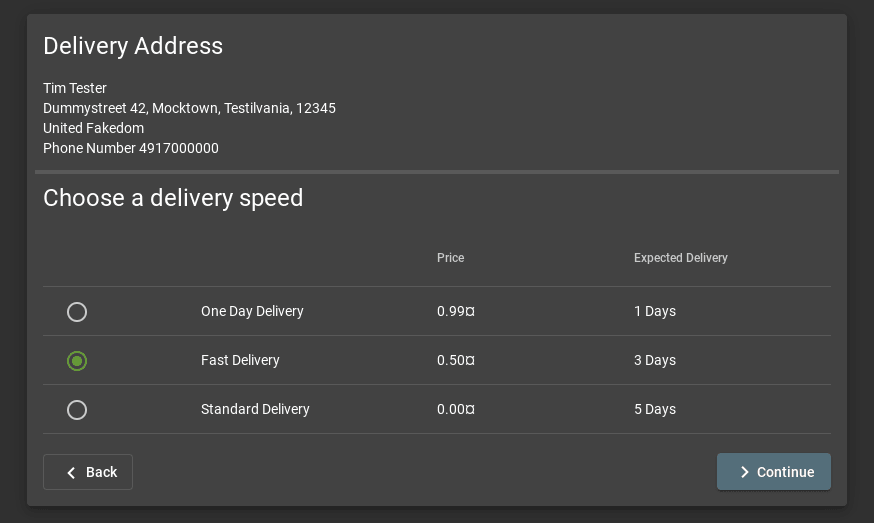 Delivery Address
Tim Tester
Dummystreet 42, Mocktown, Testilvania, 12345
United Fakedom
Phone Number 4917000000
Choose a delivery speed
Price Expected Delivery
One Day Delivery 0.99¤ 1 Days
Fast Delivery 0.50¤ 3 Days
Standard Delivery 0.00¤ 5 Days
Back Continue